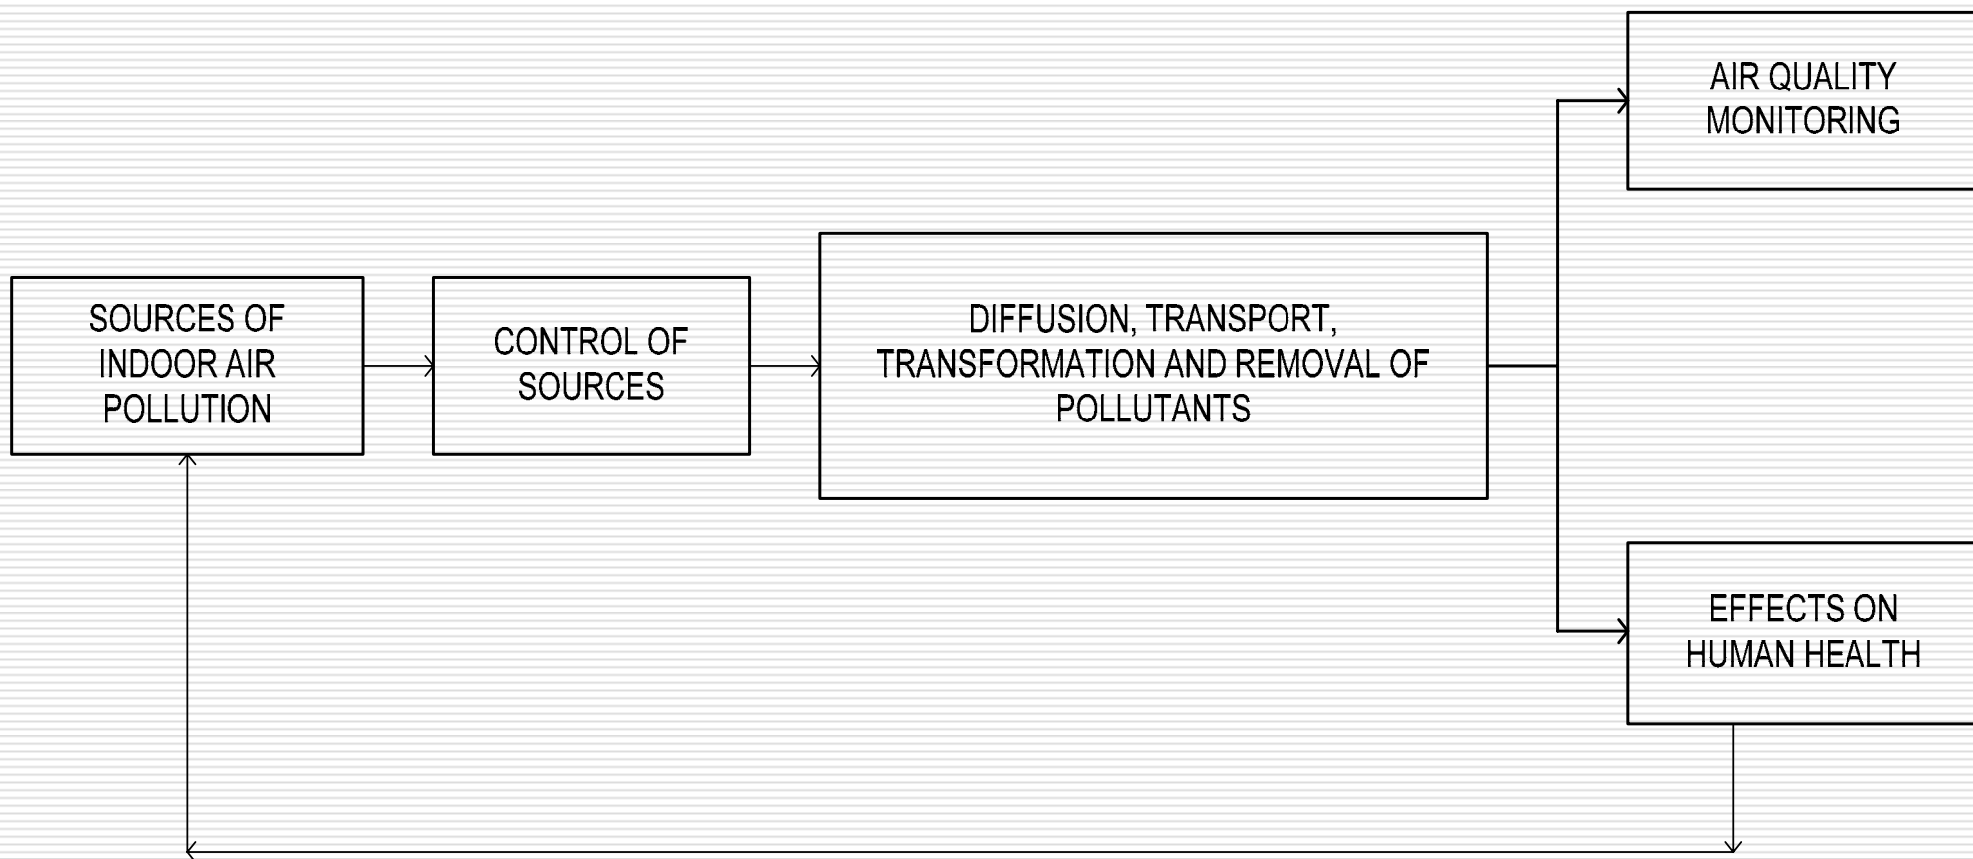 SOURCES OF
INDOOR AIR
POLLUTION
CONTROL OF
SOURCES
DIFFUSION, TRANSPORT,
TRANSFORMATION AND REMOVAL OF
POLLUTANTS
AIR QUALITY
MONITORING
EFFECTS ON
HUMAN HEALTH